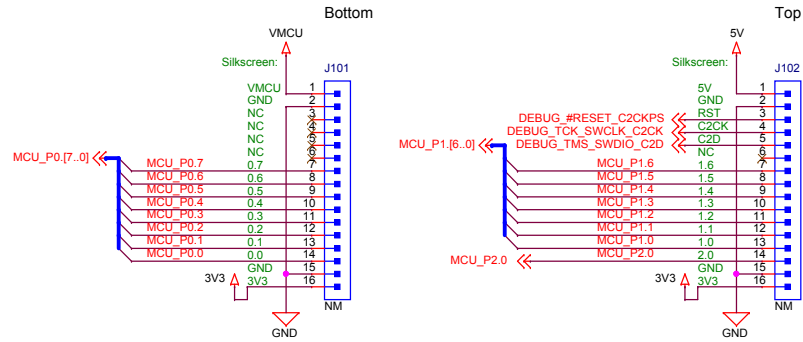 Bottom
VMCU
Silkscreen:
J101
VMCU 1
GND 2
NC 3
NC 4
NC 5
NC 6
MCU_P0.[7..0]
MCU_P0.7 0.7 7
MCU_P0.6 0.6 8
MCU_P0.5 0.5 9
MCU_P0.4 0.4 10
MCU_P0.3 0.3 11
MCU_P0.2 0.2 12
MCU_P0.1 0.1 13
MCU_P0.0 0.0 14
GND 15
3V3 3V3 16
NM
GND
Top
5V
Silkscreen:
J102
5V 1
GND 2
DEBUG_#RESET_C2CKPS RST 3
DEBUG_TCK_SWCLK_C2CK C2CK 4
DEBUG_TMS_SWDIO_C2D C2D 5
NC 6
MCU_P1.[6..0]
MCU_P1.6 1.6 7
MCU_P1.5 1.5 8
MCU_P1.4 1.4 9
MCU_P1.3 1.3 10
MCU_P1.2 1.2 11
MCU_P1.1 1.1 12
MCU_P1.0 1.0 13
MCU_P2.0 MCU_P2.0 2.0 14
GND 15
3V3 3V3 16
NM
GND